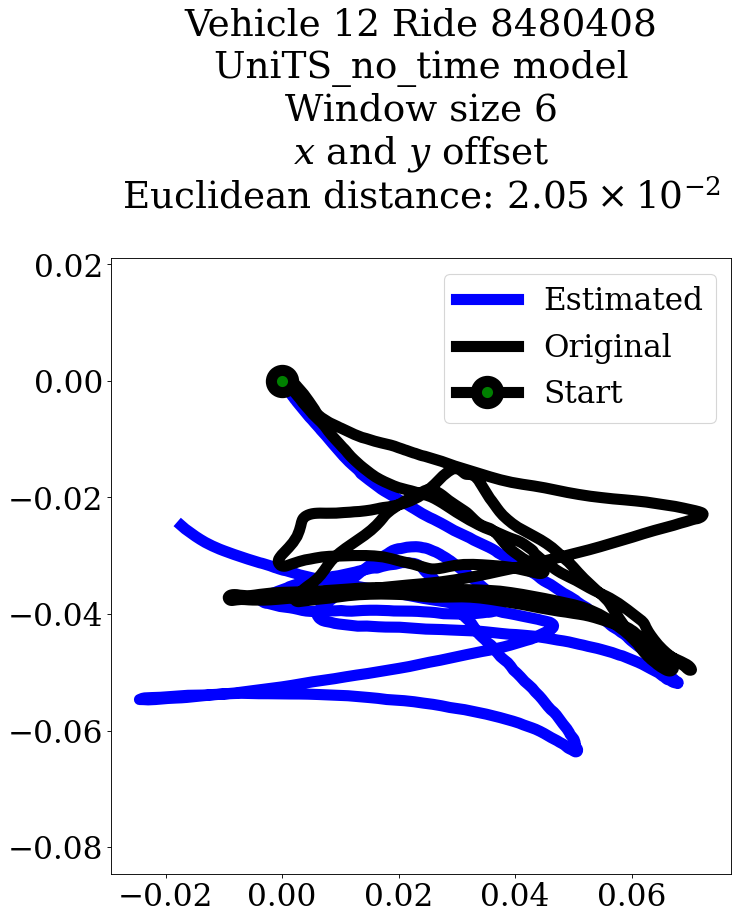 Vehicle 12 Ride 8480408
UniTS_no_time model
Window size 6
x and y offset
Euclidean distance: 2.05 × 10⁻²
0.02
0.00
−0.02
−0.04
−0.06
−0.08
Estimated
Original
Start
−0.02 0.00 0.02 0.04 0.06